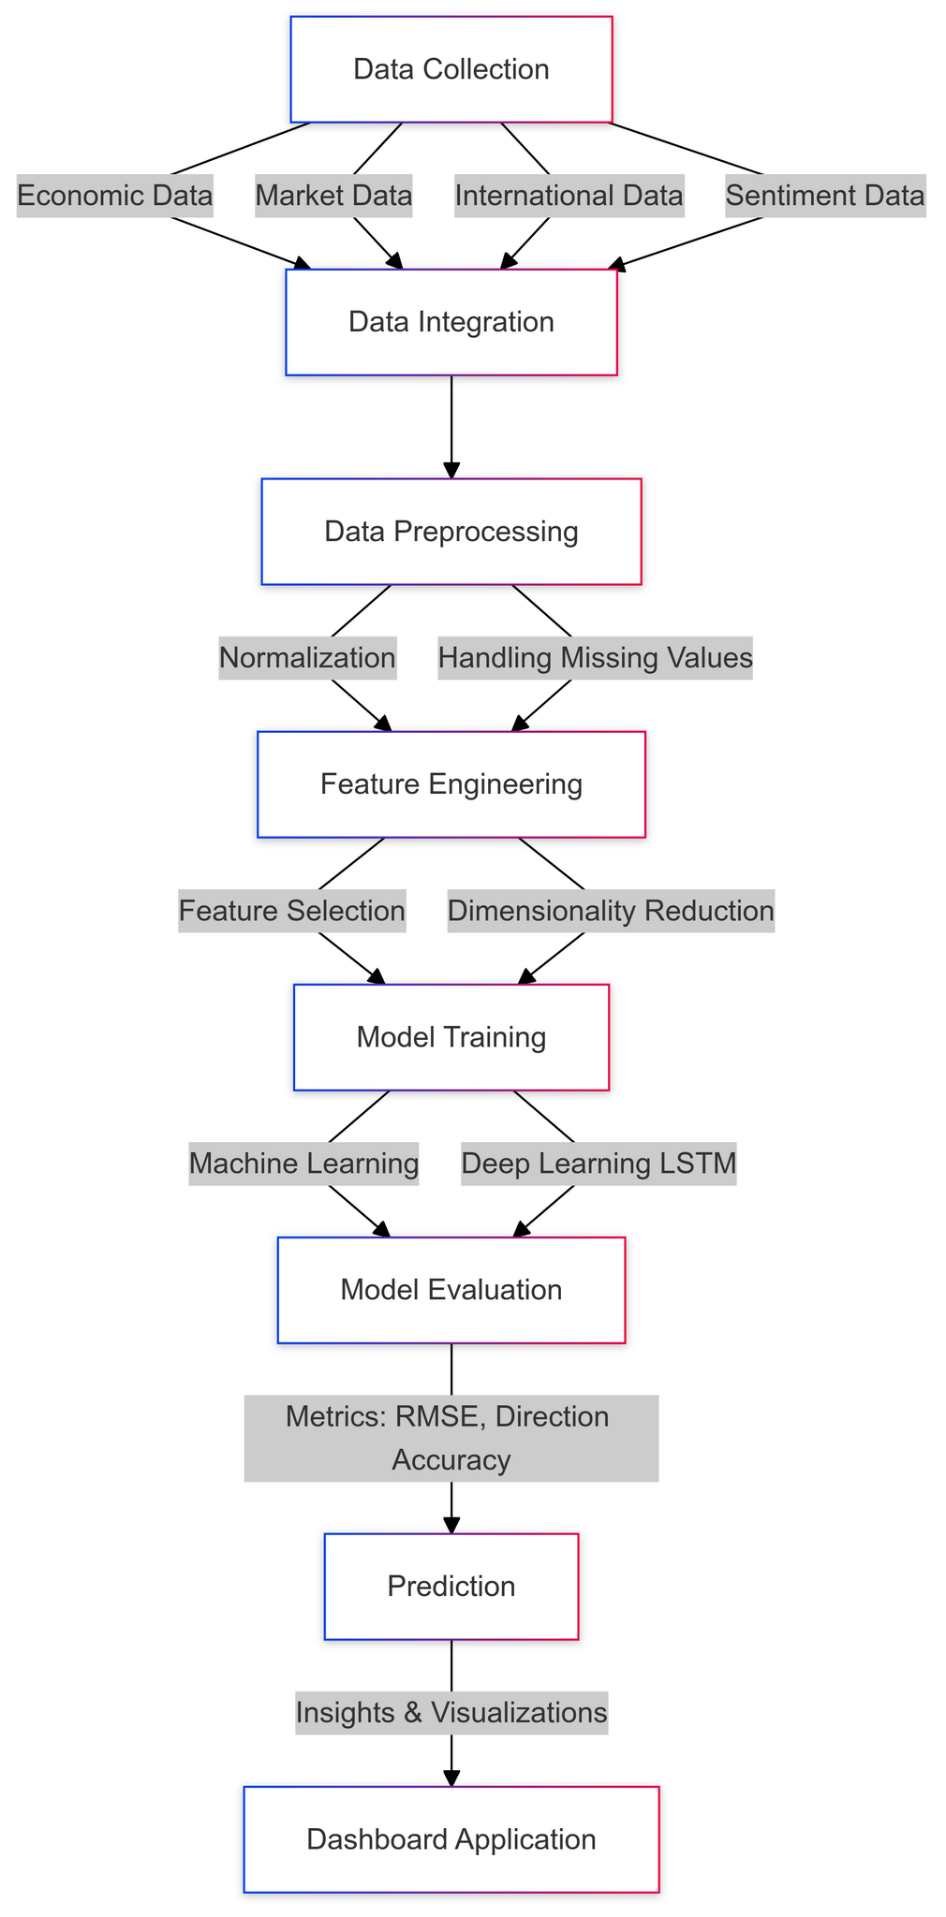 Data Collection
Economic Data
Market Data
International Data
Sentiment Data
Data Integration
Data Preprocessing
Normalization
Handling Missing Values
Feature Engineering
Feature Selection
Dimensionality Reduction
Model Training
Machine Learning
Deep Learning LSTM
Model Evaluation
Metrics: RMSE, Direction
Accuracy
Prediction
Insights & Visualizations
Dashboard Application